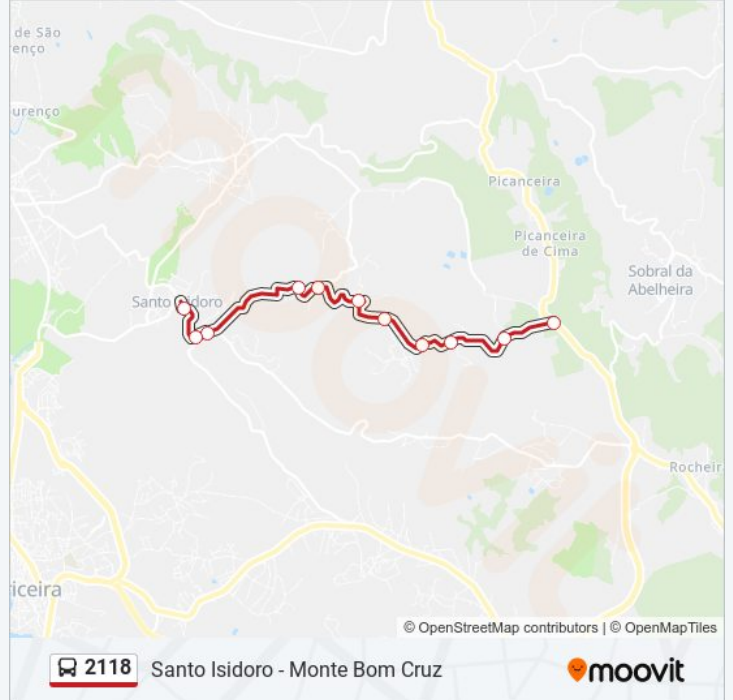 de São
enço
urenço
Picanceira
Picanceira
de Cima
Sobral da
Abelheira
Santo Isidoro
Rocheir
iceira
© OpenStreetMap contributors | © OpenMapTiles
2118 Santo Isidoro - Monte Bom Cruz
moovit